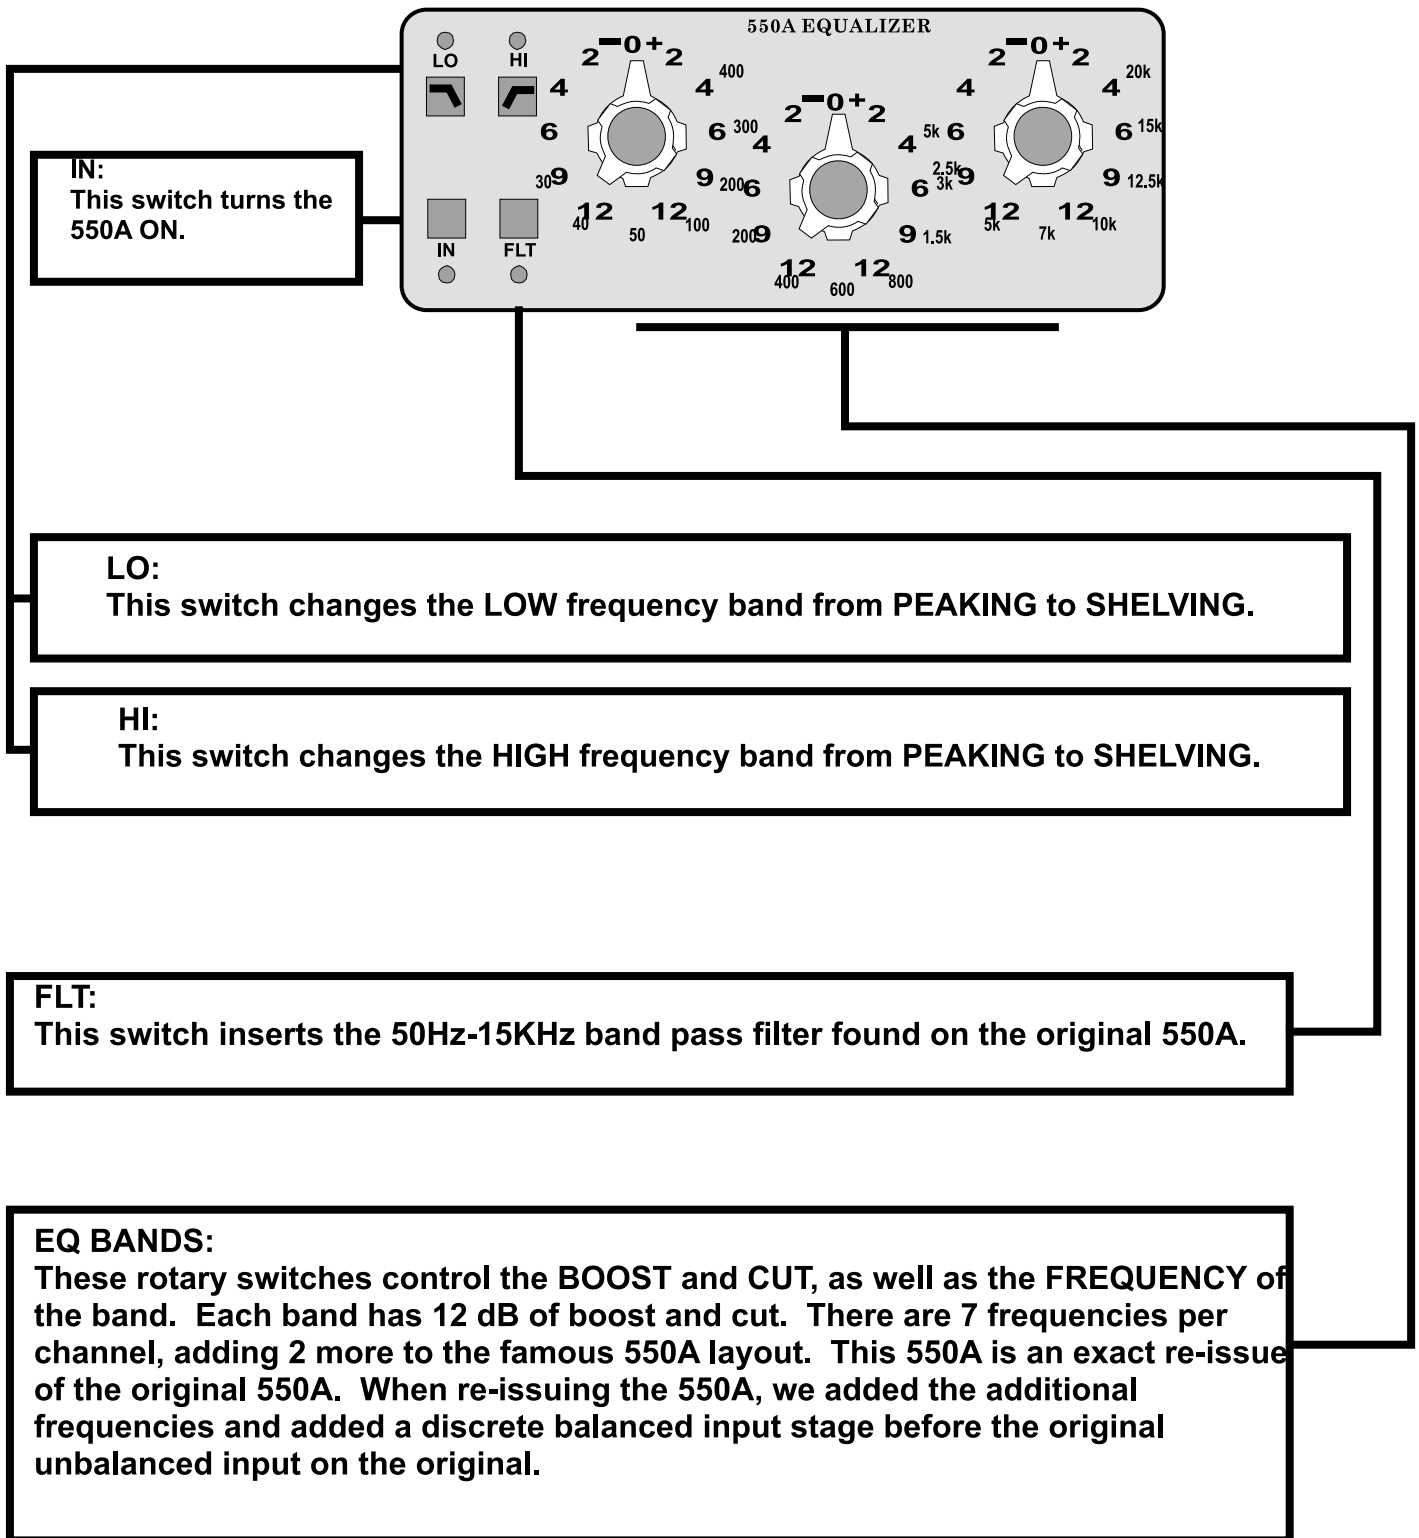 550A EQUALIZER
LO HI
IN FLT
2 – 0 + 2
4 4 400
6 6 300
9 9 200
30
12 12 100
40 50
2 – 0 + 2
4 4 5k
2.5k
6 6 3k
9 9 1.5k
200
12 12 800
400 600
2 – 0 + 2
4 4 20k
6 6 15k
9 9 12.5k
12 12 10k
5k 7k
IN:
This switch turns the
550A ON.
LO:
This switch changes the LOW frequency band from PEAKING to SHELVING.
HI:
This switch changes the HIGH frequency band from PEAKING to SHELVING.
FLT:
This switch inserts the 50Hz-15KHz band pass filter found on the original 550A.
EQ BANDS:
These rotary switches control the BOOST and CUT, as well as the FREQUENCY of
the band.  Each band has 12 dB of boost and cut.  There are 7 frequencies per
channel, adding 2 more to the famous 550A layout.  This 550A is an exact re-issue
of the original 550A.  When re-issuing the 550A, we added the additional
frequencies and added a discrete balanced input stage before the original
unbalanced input on the original.